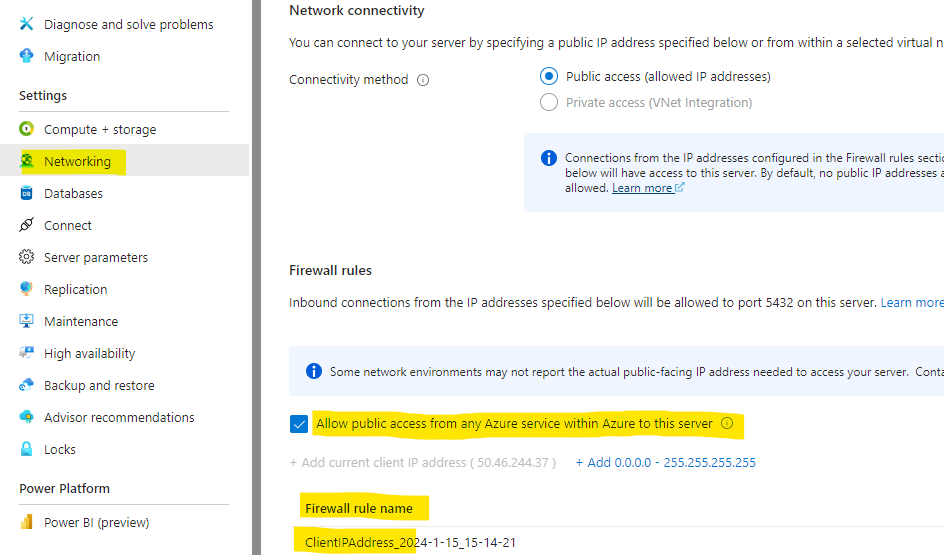 Diagnose and solve problems
Migration
Settings
Compute + storage
Networking
Databases
Connect
Server parameters
Replication
Maintenance
High availability
Backup and restore
Advisor recommendations
Locks
Power Platform
Power BI (preview)
Network connectivity
You can connect to your server by specifying a public IP address specified below or from within a selected virtual n
Connectivity method
Public access (allowed IP addresses)
Private access (VNet Integration)
Connections from the IP addresses configured in the Firewall rules sectio
below will have access to this server. By default, no public IP addresses a
allowed. Learn more
Firewall rules
Inbound connections from the IP addresses specified below will be allowed to port 5432 on this server. Learn more
Some network environments may not report the actual public-facing IP address needed to access your server. Conta
Allow public access from any Azure service within Azure to this server
+ Add current client IP address ( 50.46.244.37 ) + Add 0.0.0.0 - 255.255.255.255
Firewall rule name
ClientIPAddress_2024-1-15_15-14-21